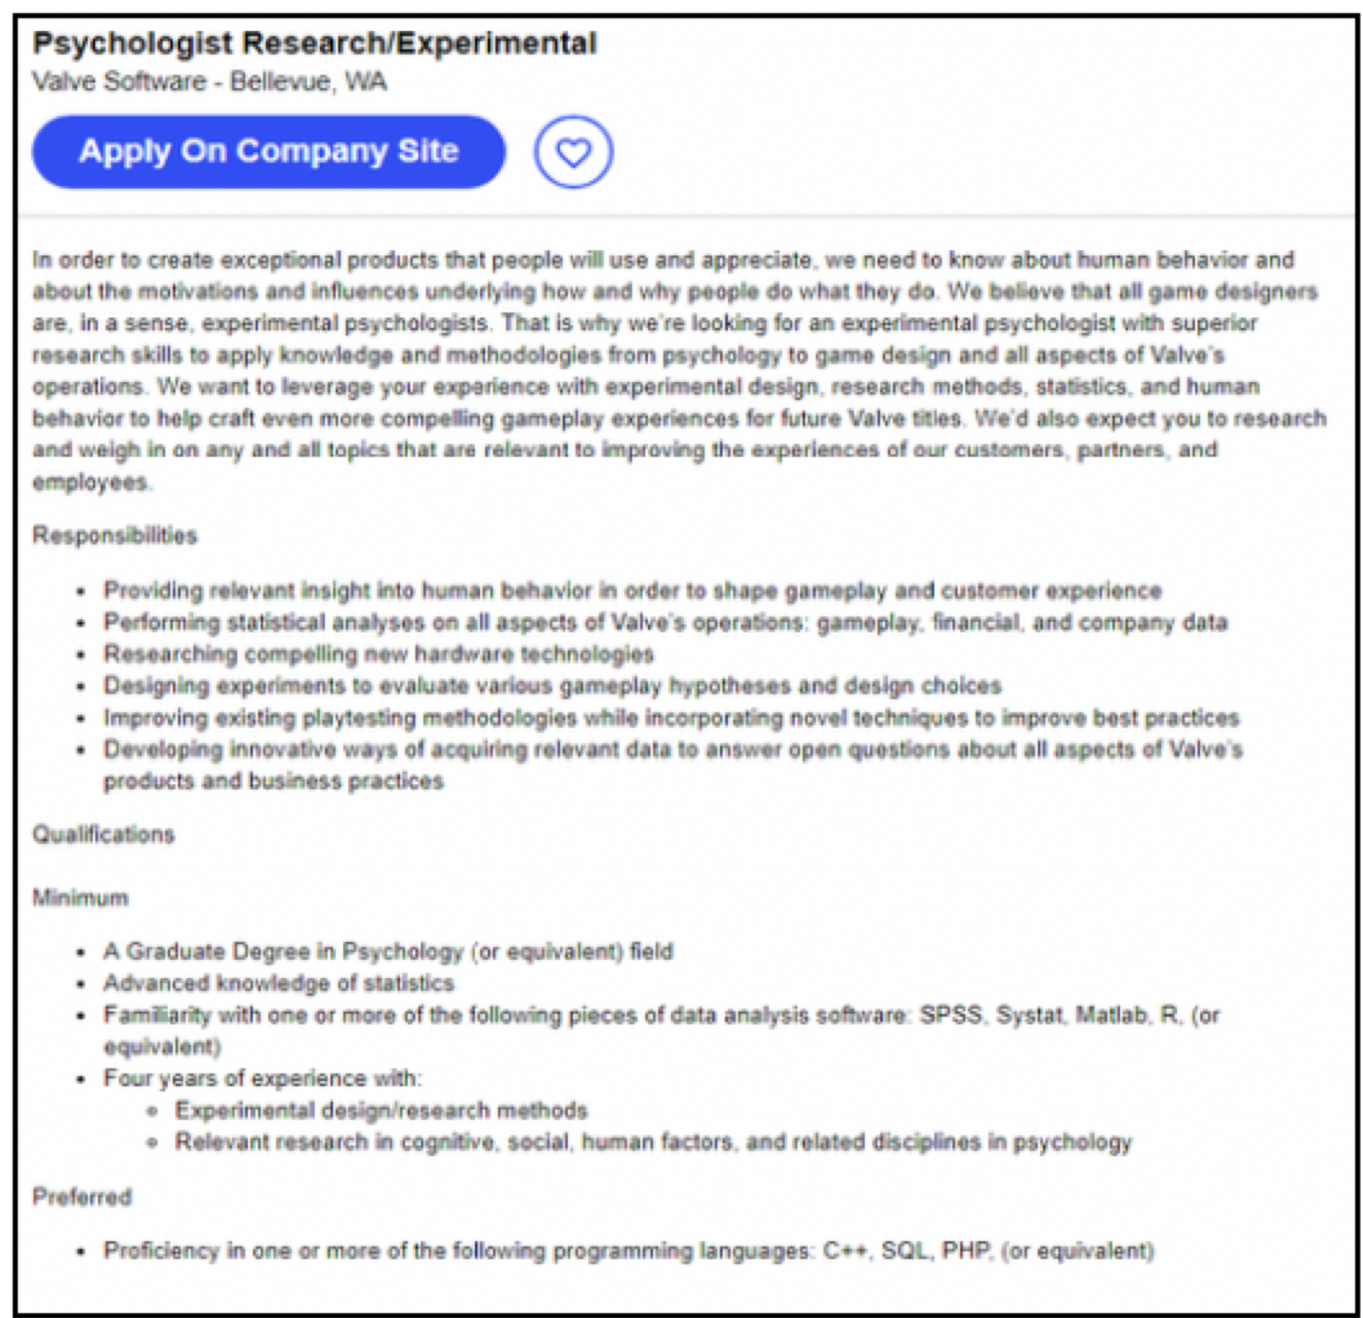 Psychologist Research/Experimental
Valve Software - Bellevue, WA
Apply On Company Site
In order to create exceptional products that people will use and appreciate, we need to know about human behavior and
about the motivations and influences underlying how and why people do what they do. We believe that all game designers
are, in a sense, experimental psychologists. That is why we're looking for an experimental psychologist with superior
research skills to apply knowledge and methodologies from psychology to game design and all aspects of Valve's
operations. We want to leverage your experience with experimental design, research methods, statistics, and human
behavior to help craft even more compelling gameplay experiences for future Valve titles. We'd also expect you to research
and weigh in on any and all topics that are relevant to improving the experiences of our customers, partners, and
employees.
Responsibilities
• Providing relevant insight into human behavior in order to shape gameplay and customer experience
• Performing statistical analyses on all aspects of Valve's operations: gameplay, financial, and company data
• Researching compelling new hardware technologies
• Designing experiments to evaluate various gameplay hypotheses and design choices
• Improving existing playtesting methodologies while incorporating novel techniques to improve best practices
• Developing innovative ways of acquiring relevant data to answer open questions about all aspects of Valve's
products and business practices
Qualifications
Minimum
• A Graduate Degree in Psychology (or equivalent) field
• Advanced knowledge of statistics
• Familiarity with one or more of the following pieces of data analysis software: SPSS, Systat, Matlab, R, (or
equivalent)
• Four years of experience with:
∘ Experimental design/research methods
∘ Relevant research in cognitive, social, human factors, and related disciplines in psychology
Preferred
• Proficiency in one or more of the following programming languages: C++, SQL, PHP, (or equivalent)